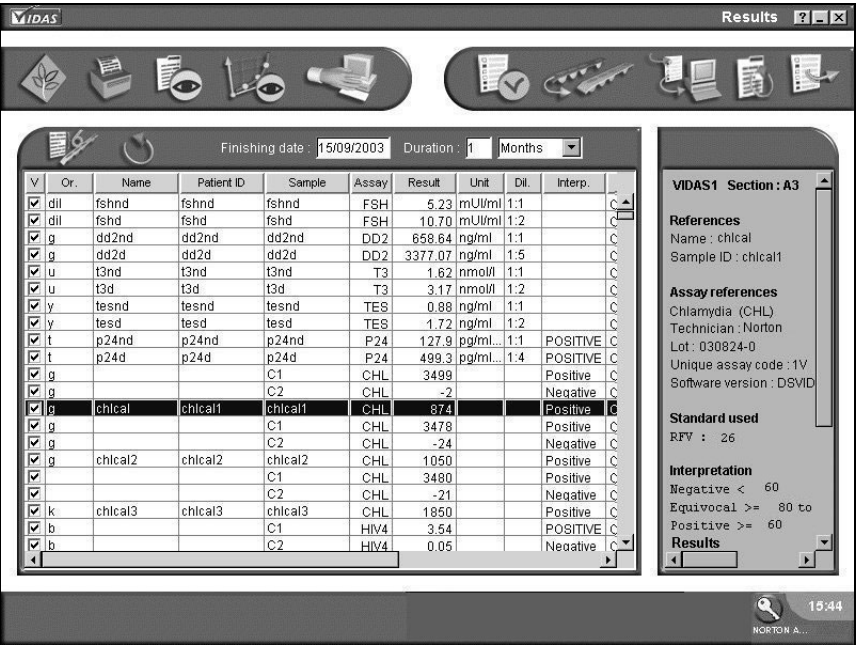 VIDAS Results ? _ X
Finishing date : 15/09/2003 Duration : 1 Months
V Or. Name Patient ID Sample Assay Result Unit Dil. Interp.
dil fshnd fshnd fshnd FSH 5.23 mUI/ml 1:1
dil fshd fshd fshd FSH 10.70 mUI/ml 1:2
g dd2nd dd2nd dd2nd DD2 658.64 ng/ml 1:1
g dd2d dd2d dd2d DD2 3377.07 ng/ml 1:5
u t3nd t3nd t3nd T3 1.62 nmol/l 1:1
u t3d t3d t3d T3 3.17 nmol/l 1:2
y tesnd tesnd tesnd TES 0.88 ng/ml 1:1
y tesd tesd tesd TES 1.72 ng/ml 1:2
t p24nd p24nd p24nd P24 127.9 pg/ml... 1:1 POSITIVE
t p24d p24d p24d P24 499.3 pg/ml... 1:4 POSITIVE
g C1 CHL 3499 Positive
g C2 CHL -2 Negative
g chlcal chlcal1 chlcal1 CHL 874 Positive
g C1 CHL 3478 Positive
g C2 CHL -24 Negative
g chlcal2 chlcal2 chlcal2 CHL 1050 Positive
C1 CHL 3480 Positive
C2 CHL -21 Negative
k chlcal3 chlcal3 chlcal3 CHL 1850 Positive
b C1 HIV4 3.54 POSITIVE
b C2 HIV4 0.05 Negative
VIDAS1 Section : A3
References
Name : chlcal
Sample ID : chlcal1
Assay references
Chlamydia (CHL)
Technician : Norton
Lot : 030824-0
Unique assay code : 1V
Software version : DSVID
Standard used
RFV : 26
Interpretation
Negative < 60
Equivocal >= 80 to
Positive >= 60
Results
15:44
NORTON A...